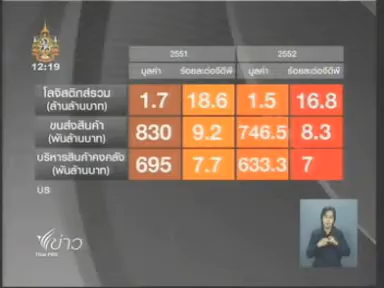 12:19
2551 2552
มูลค่า ร้อยละต่อจีดีพี มูลค่า ร้อยละต่อจีดีพี
โลจิสติกส์รวม
(ล้านล้านบาท) 1.7 18.6 1.5 16.8
ขนส่งสินค้า
(พันล้านบาท) 830 9.2 746.5 8.3
บริหารสินค้าคงคลัง
(พันล้านบาท) 695 7.7 633.3 7
บร
ข่าว
Thai PBS